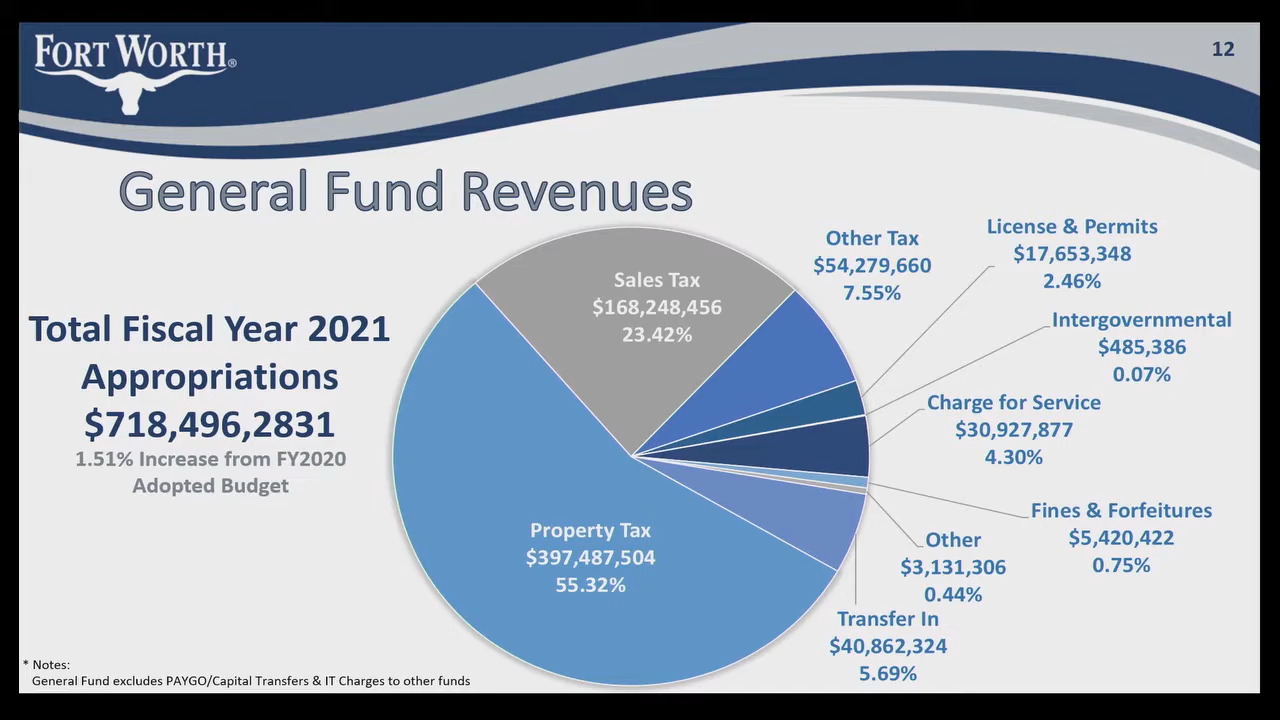 FORT WORTH®
12
General Fund Revenues
Total Fiscal Year 2021
Appropriations
$718,496,2831
1.51% Increase from FY2020
Adopted Budget
Sales Tax
$168,248,456
23.42%
Other Tax
$54,279,660
7.55%
License & Permits
$17,653,348
2.46%
Intergovernmental
$485,386
0.07%
Charge for Service
$30,927,877
4.30%
Fines & Forfeitures
$5,420,422
0.75%
Other
$3,131,306
0.44%
Transfer In
$40,862,324
5.69%
Property Tax
$397,487,504
55.32%
* Notes:
General Fund excludes PAYGO/Capital Transfers & IT Charges to other funds